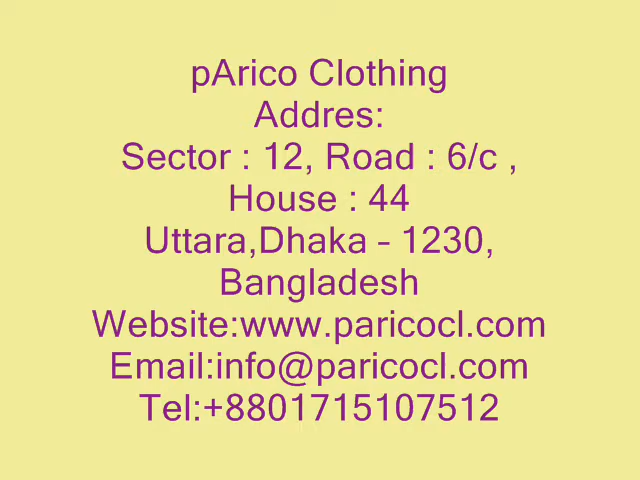 pArico Clothing
Addres:
Sector : 12, Road : 6/c ,
House : 44
Uttara,Dhaka – 1230,
Bangladesh
Website:www.paricocl.com
Email:info@paricocl.com
Tel:+8801715107512